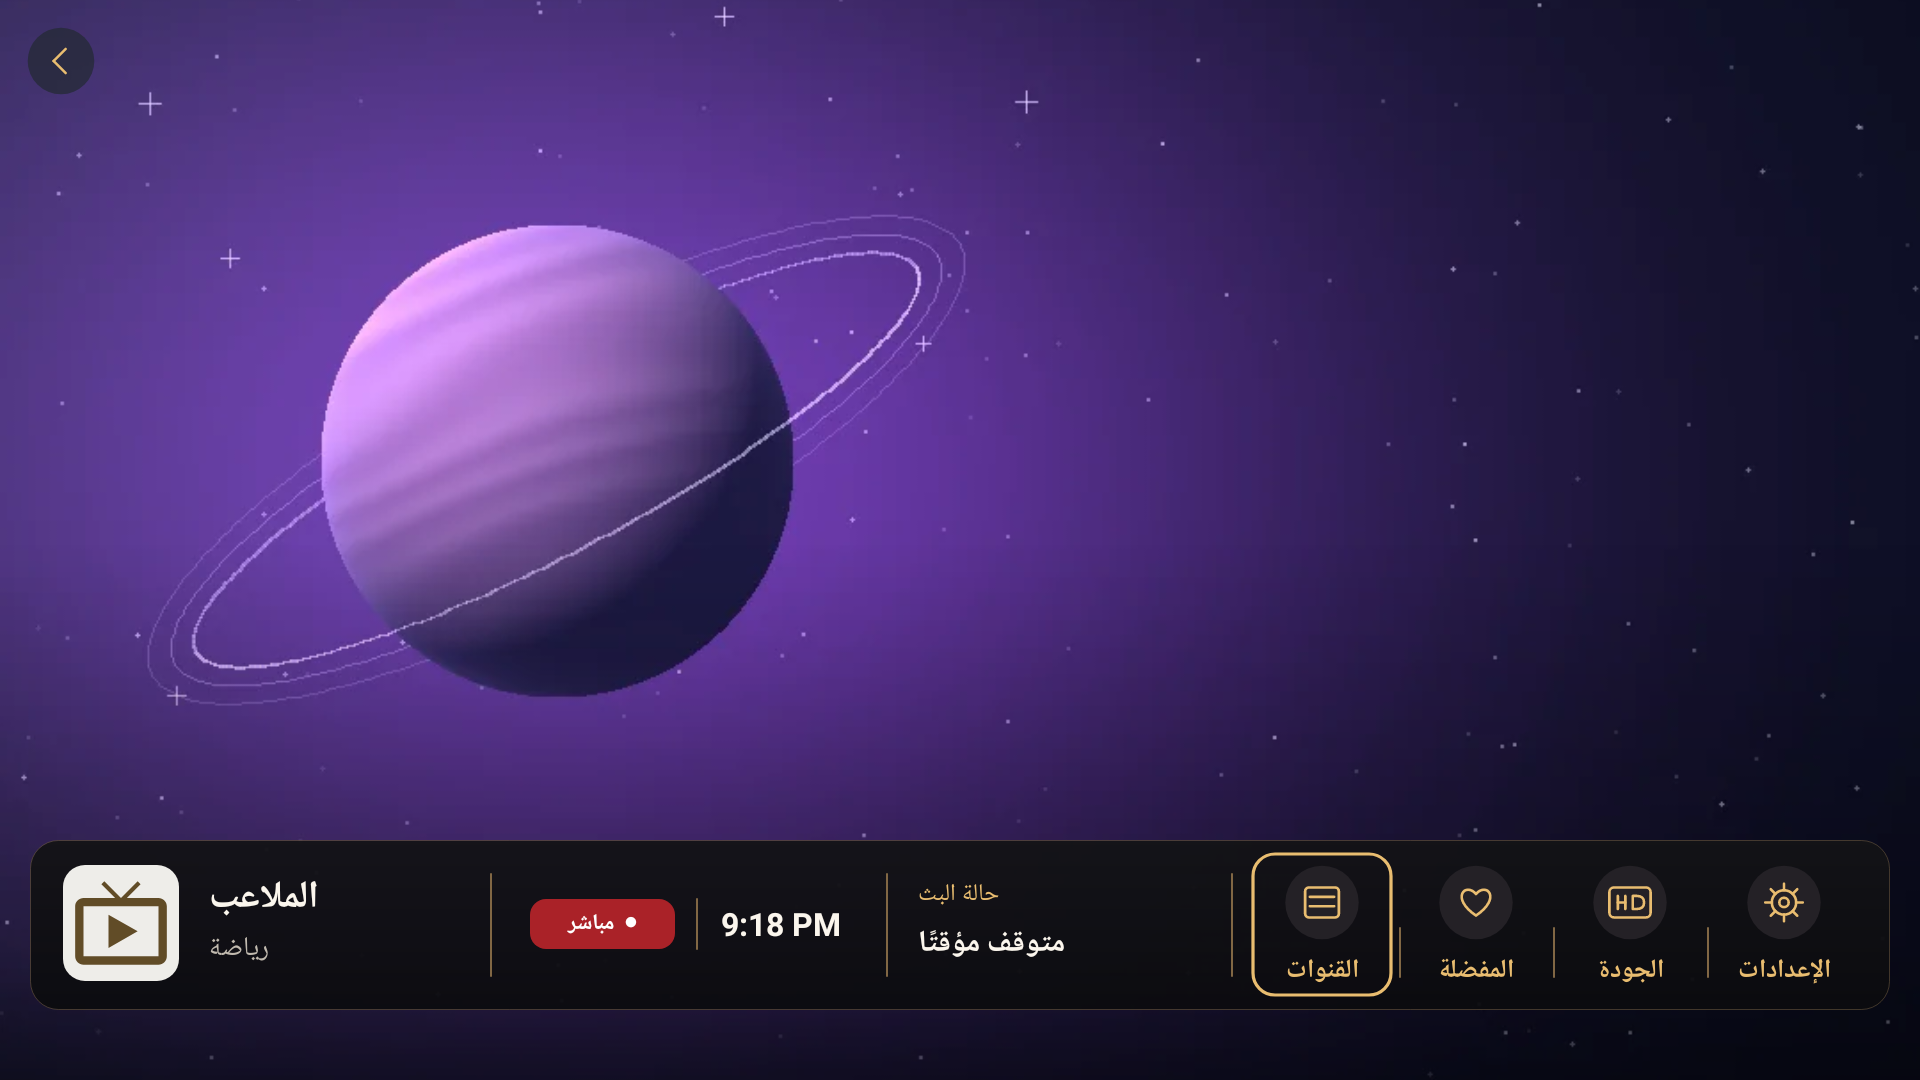 الملاعب
رياضة
مباشر
9:18 PM
حالة البث
متوقف مؤقتًا
القنوات
المفضلة
HD
الجودة
الإعدادات